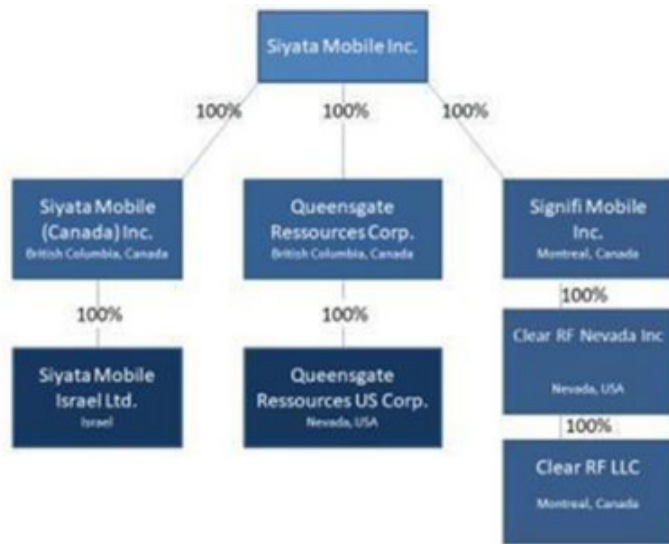 Siyata Mobile Inc.
100%
100%
100%
Siyata Mobile
(Canada) Inc.
British Columbia, Canada
Queensgate
Ressources Corp.
British Columbia, Canada
Signifi Mobile
Inc.
Montreal, Canada
100%
100%
100%
Siyata Mobile
Israel Ltd.
Israel
Queensgate
Ressources US Corp.
Nevada, USA
Clear RF Nevada Inc
Nevada, USA
100%
Clear RF LLC
Montreal, Canada